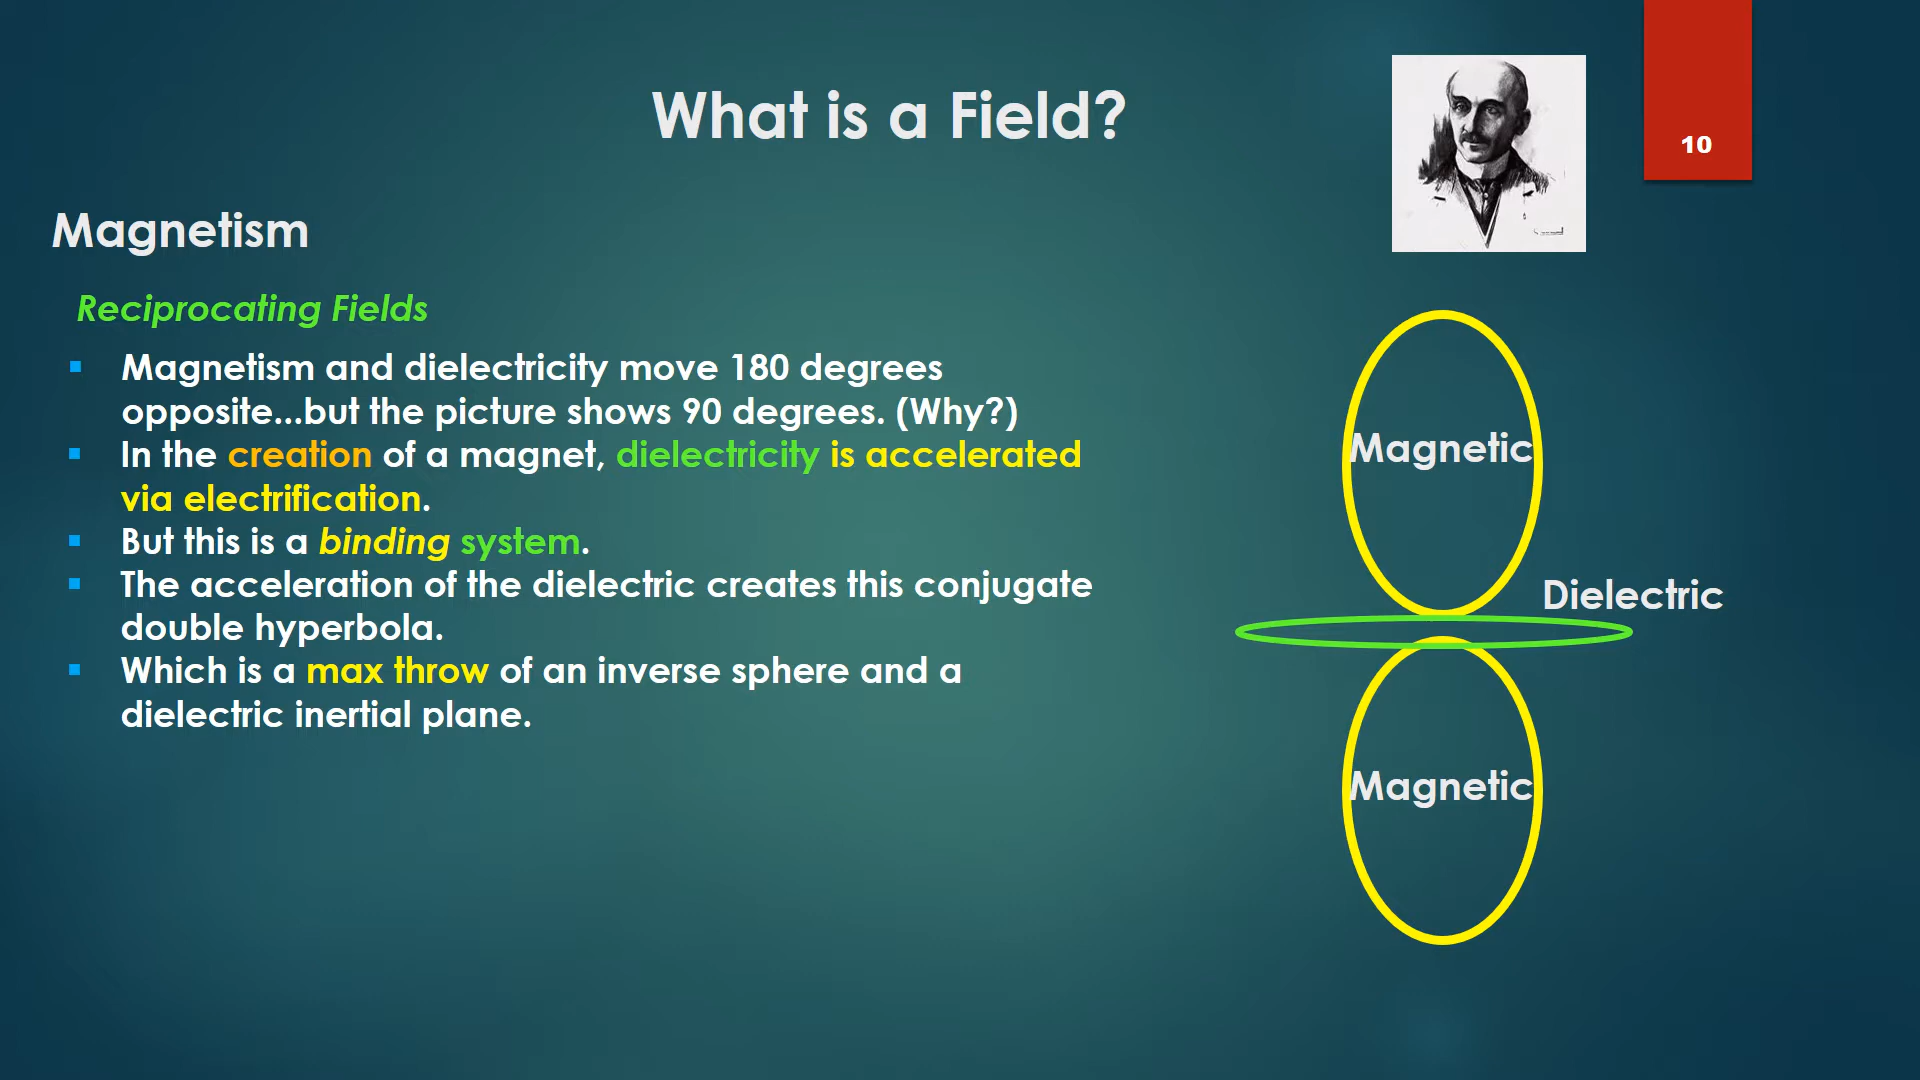 What is a Field?
10
Magnetism
Reciprocating Fields
▪ Magnetism and dielectricity move 180 degrees
opposite...but the picture shows 90 degrees. (Why?)
▪ In the creation of a magnet, dielectricity is accelerated
via electrification.
▪ But this is a binding system.
▪ The acceleration of the dielectric creates this conjugate
double hyperbola.
▪ Which is a max throw of an inverse sphere and a
dielectric inertial plane.
Magnetic
Dielectric
Magnetic